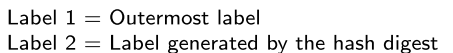 Label 1 = Outermost label
Label 2 = Label generated by the hash digest